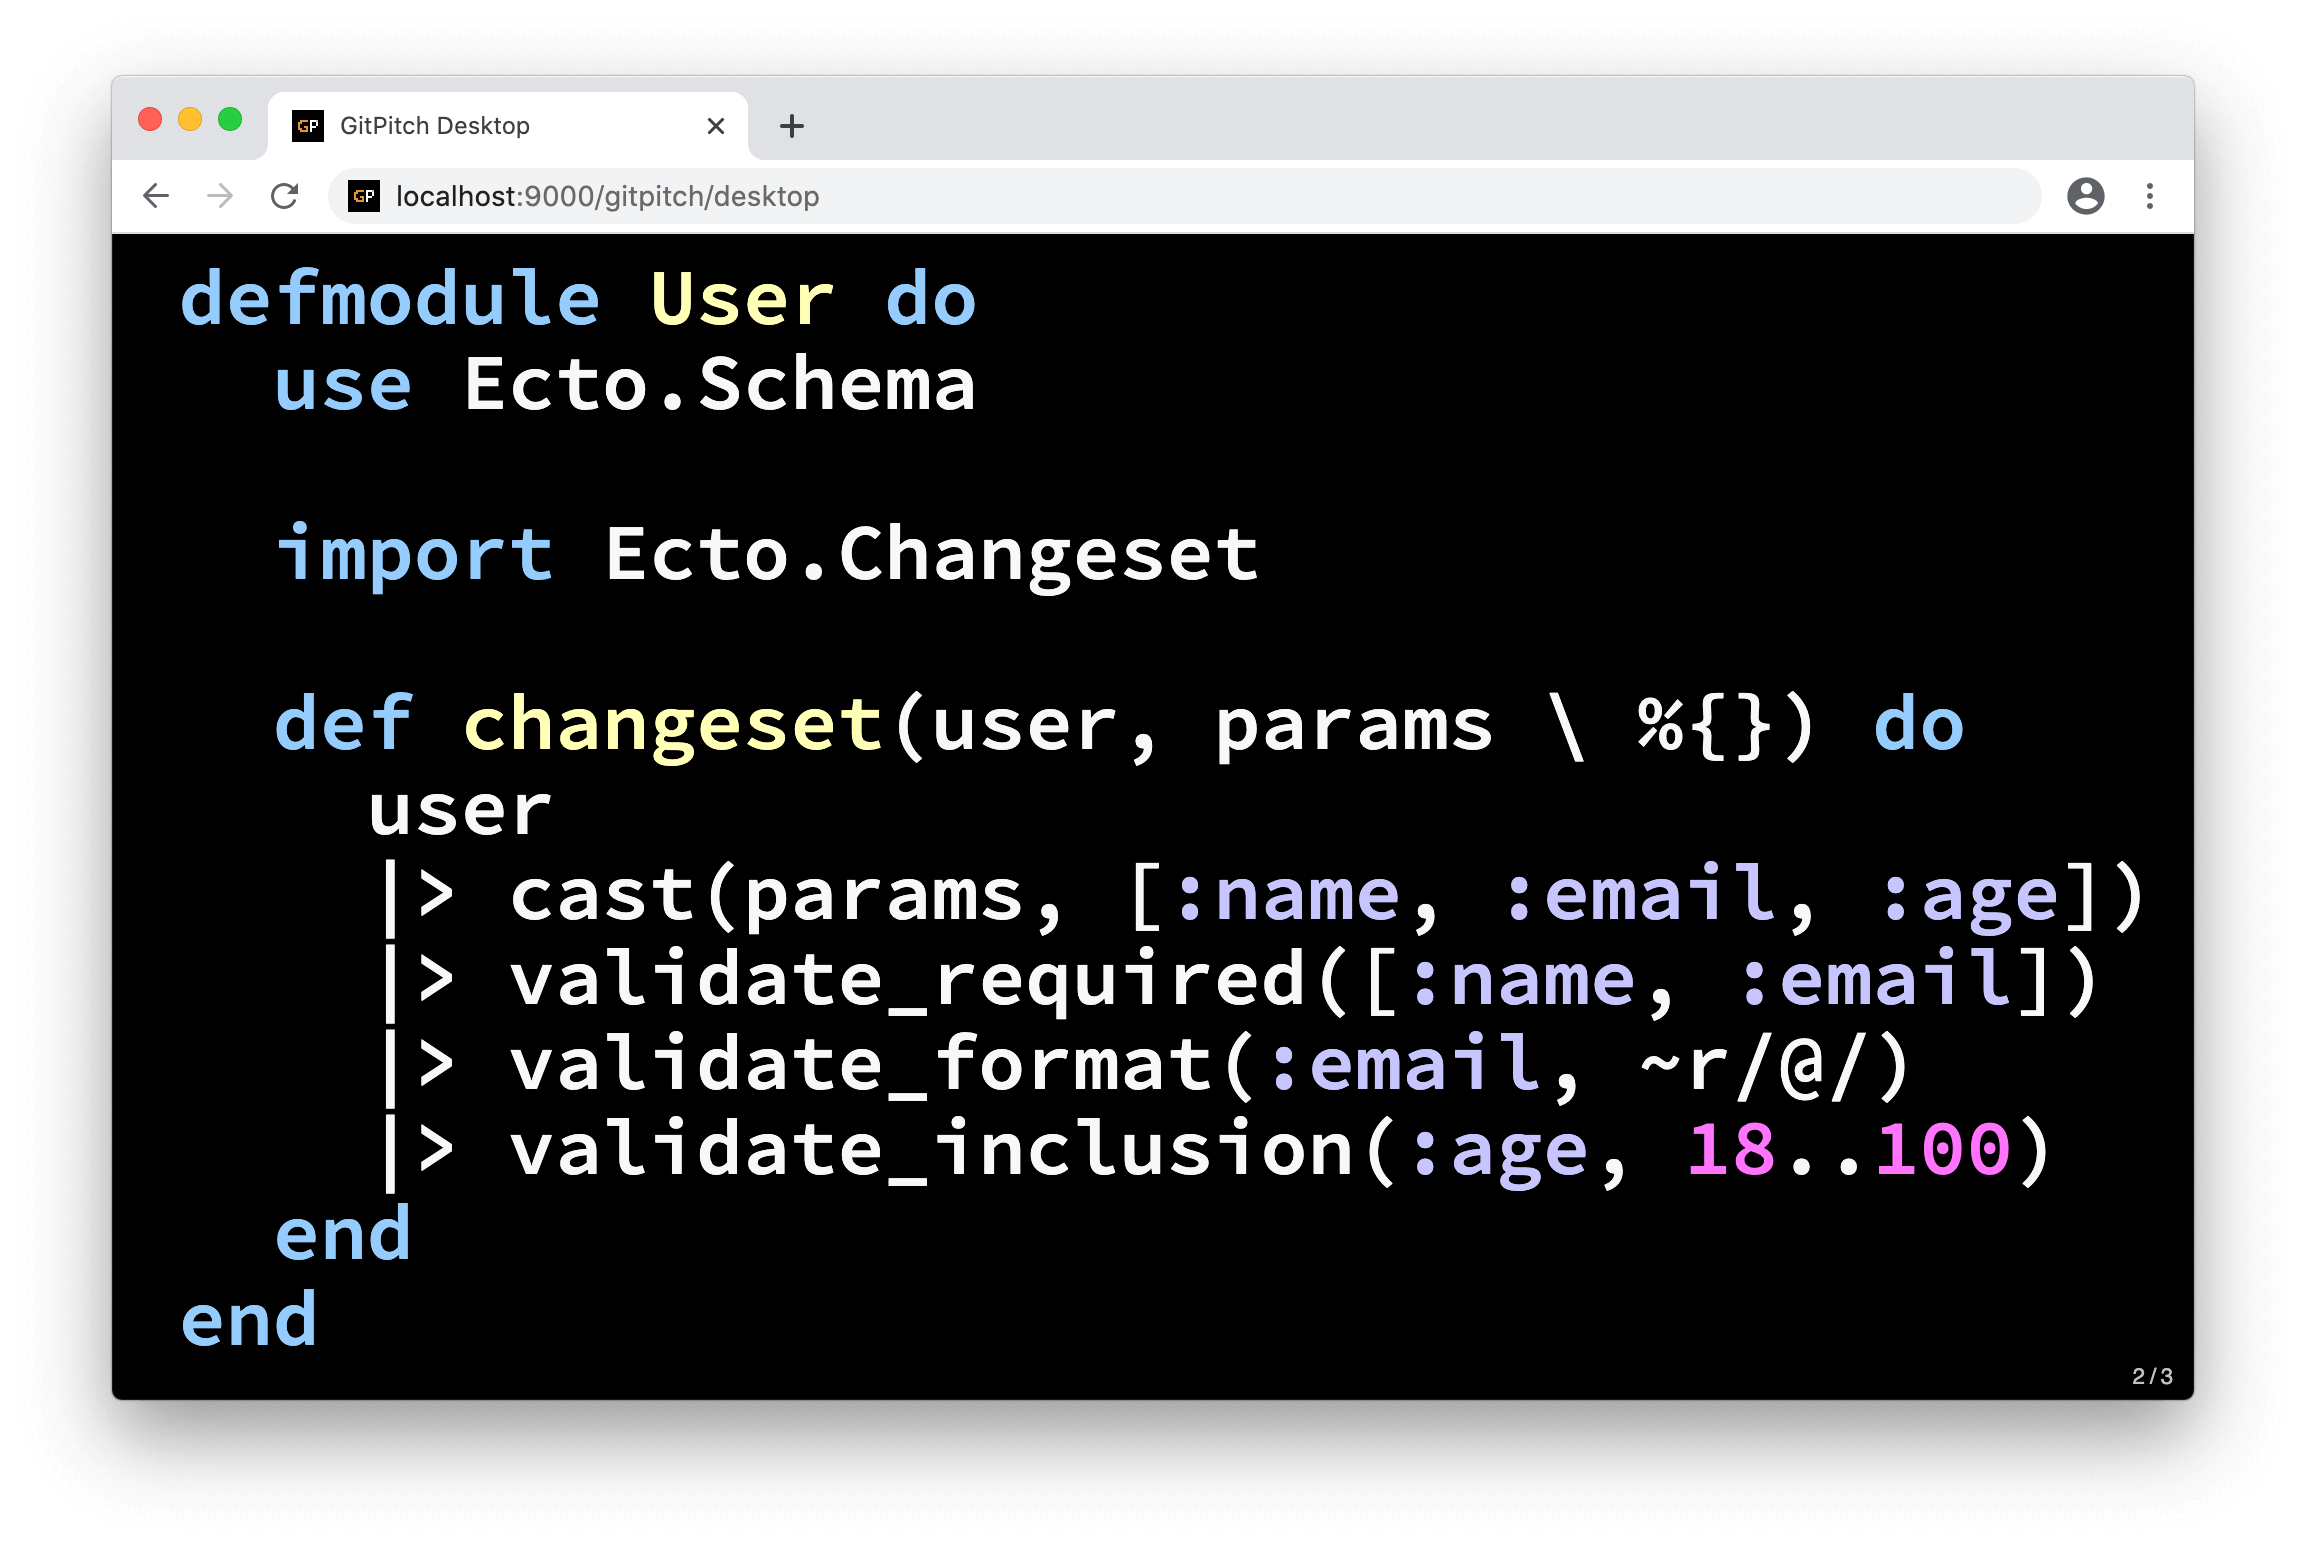 GP GitPitch Desktop
GP localhost:9000/gitpitch/desktop
defmodule User do
use Ecto.Schema
import Ecto.Changeset
def changeset(user, params \ %{}) do
user
|> cast(params, [:name, :email, :age])
|> validate_required([:name, :email])
|> validate_format(:email, ~r/@/)
|> validate_inclusion(:age, 18..100)
end
end
2/3